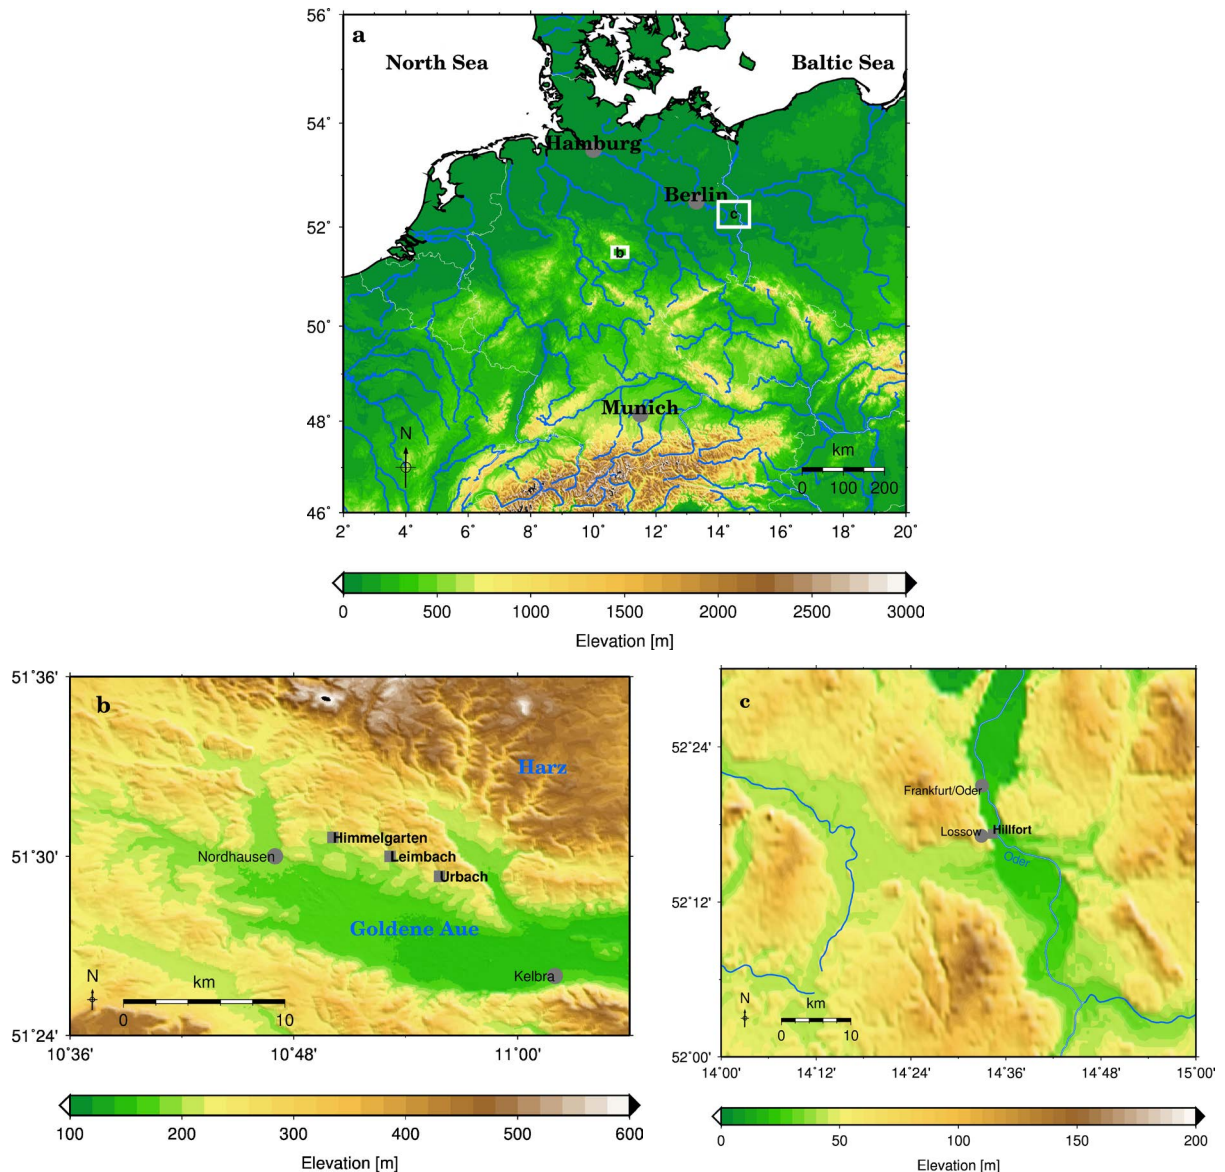 a
North Sea
Baltic Sea
Hamburg
Berlin
c
b
Munich
N
km
0 100 200
56°
54°
52°
50°
48°
46°
2° 4° 6° 8° 10° 12° 14° 16° 18° 20°
0 500 1000 1500 2000 2500 3000
Elevation [m]
b
Harz
Himmelgarten
Nordhausen
Leimbach
Urbach
Goldene Aue
Kelbra
N
km
0 10
51°36'
51°30'
51°24'
10°36' 10°48' 11°00'
100 200 300 400 500 600
Elevation [m]
c
Frankfurt/Oder
Lossow
Hillfort
Oder
N
km
0 10
52°24'
52°12'
52°00'
14°00' 14°12' 14°24' 14°36' 14°48' 15°00'
0 50 100 150 200
Elevation [m]